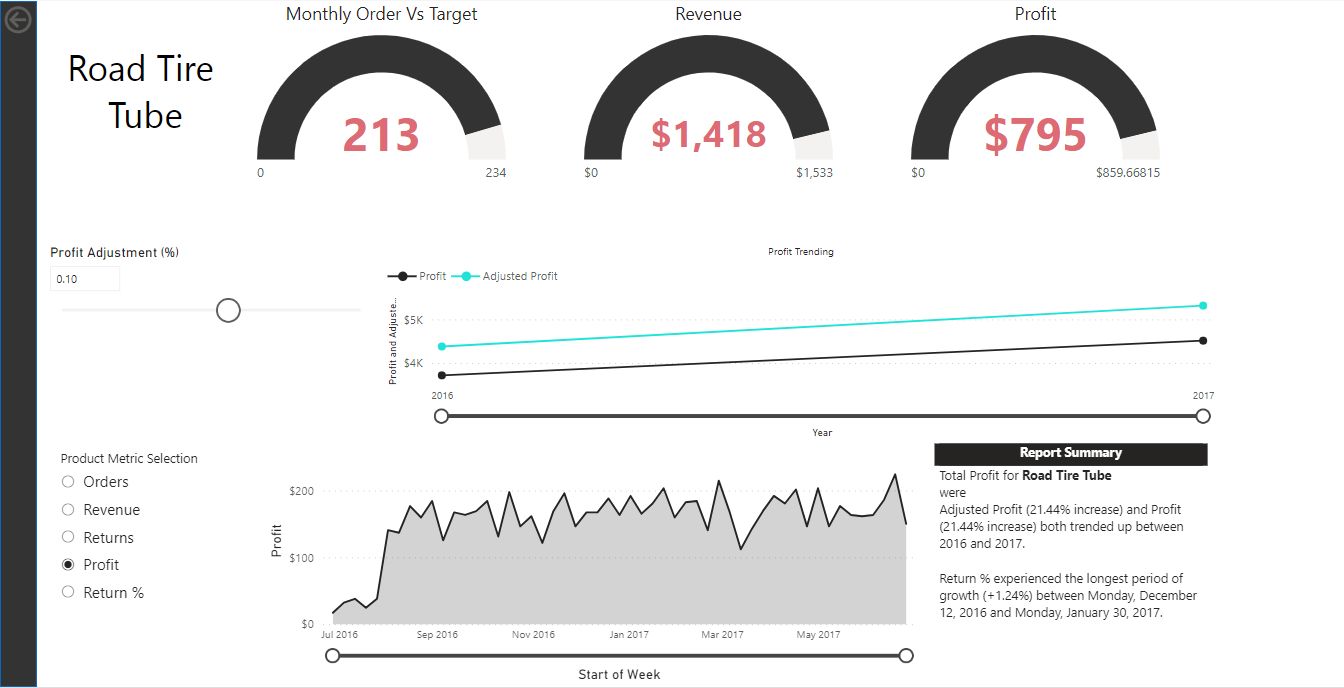 Road Tire
Tube
Monthly Order Vs Target
213
0
234
Revenue
$1,418
$0
$1,533
Profit
$795
$0
$859.66815
Profit Adjustment (%)
0.10
Profit Trending
Profit
Adjusted Profit
Profit and Adjuste...
$5K
$4K
2016
2017
Year
Product Metric Selection
Orders
Revenue
Returns
Profit
Return %
Profit
$200
$100
$0
Jul 2016
Sep 2016
Nov 2016
Jan 2017
Mar 2017
May 2017
Start of Week
Report Summary
Total Profit for Road Tire Tube
were
Adjusted Profit (21.44% increase) and Profit
(21.44% increase) both trended up between
2016 and 2017.
Return % experienced the longest period of
growth (+1.24%) between Monday, December
12, 2016 and Monday, January 30, 2017.